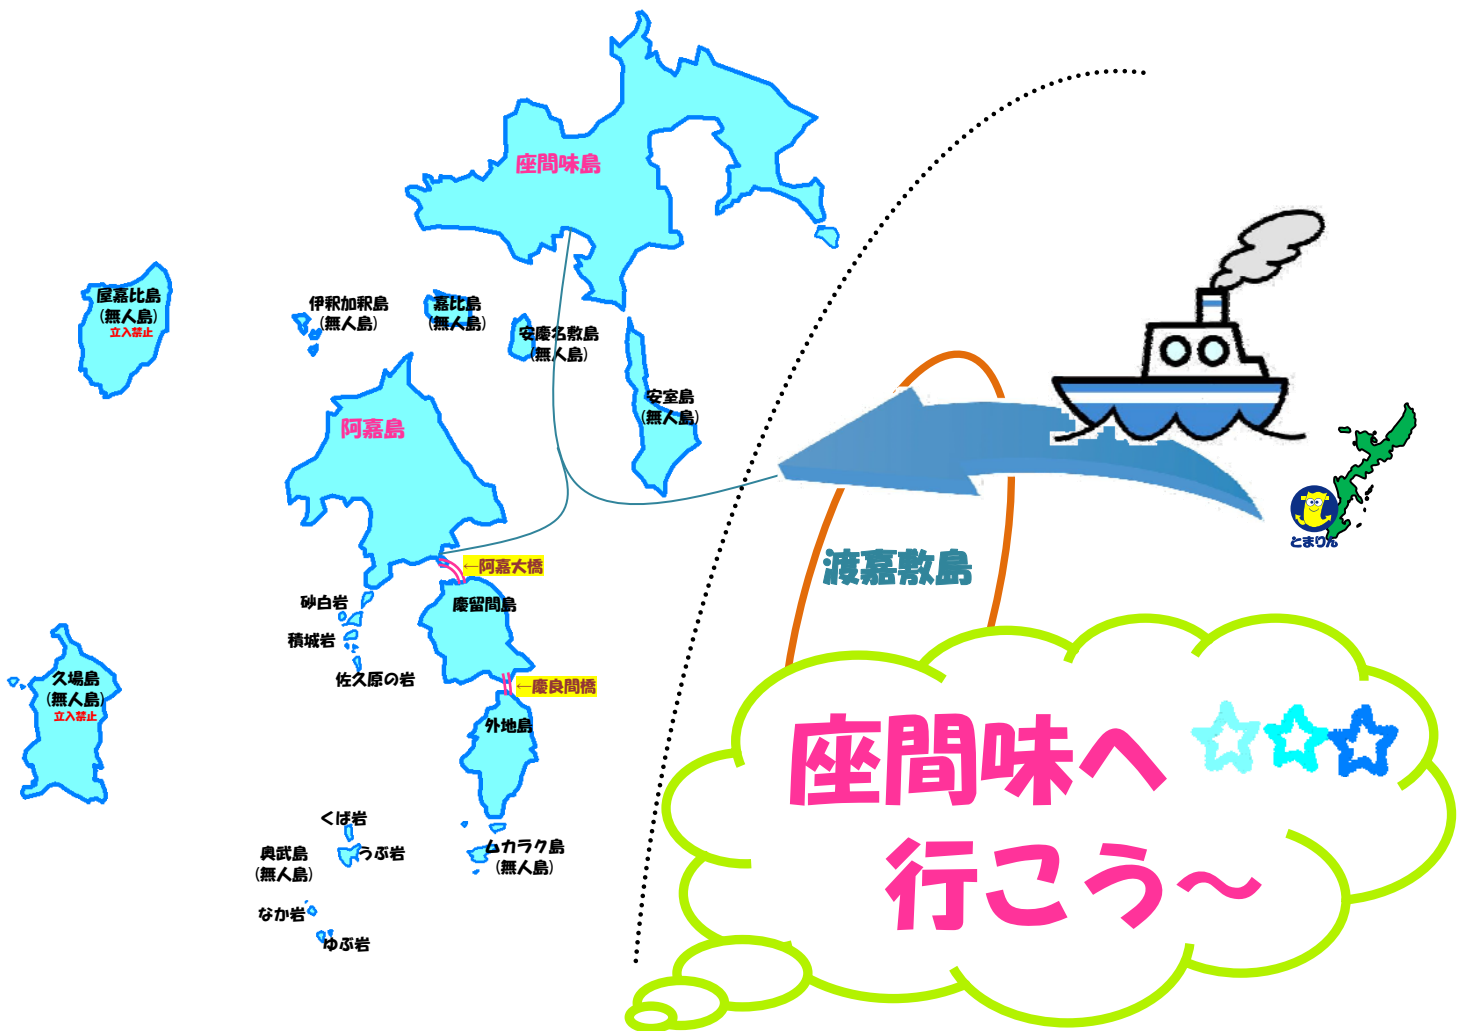 座間味島
屋嘉比島
(無人島)
立入禁止
伊釈加釈島
(無人島)
嘉比島
(無人島)
安慶名敷島
(無人島)
安室島
(無人島)
阿嘉島
とまりん
←阿嘉大橋
渡嘉敷島
砂白岩
慶留間島
積城岩
佐久原の岩
←慶良間橋
久場島
(無人島)
立入禁止
外地島
座間味へ
行こう～
くば岩
うぶ岩
奥武島
(無人島)
ムカラク島
(無人島)
なか岩
ゆぶ岩